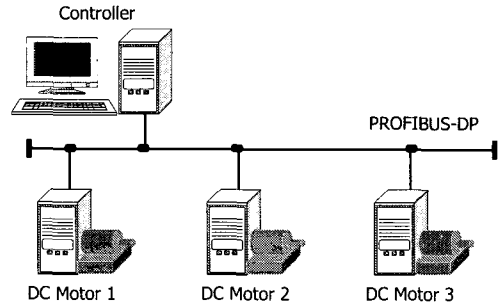 Controller
PROFIBUS-DP
DC Motor 1
DC Motor 2
DC Motor 3